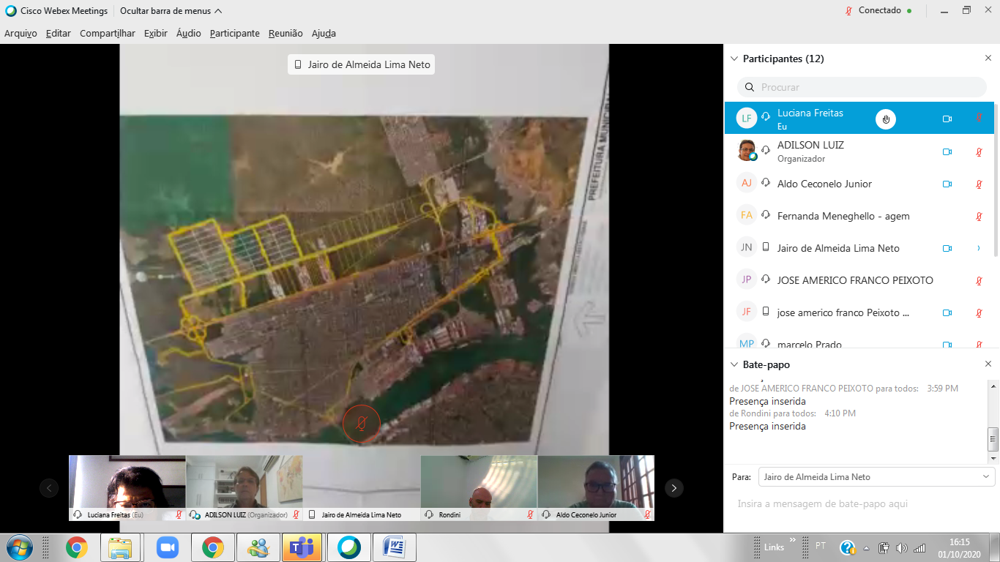 Cisco Webex Meetings
Ocultar barra de menus
Conectado
Arquivo Editar Compartilhar Exibir Áudio Participante Reunião Ajuda
Jairo de Almeida Lima Neto
PREFEITURA MUNICIPAL
Participantes (12)
Procurar
LF Luciana Freitas
Eu
ADILSON LUIZ
Organizador
AJ Aldo Ceconelo Junior
FA Fernanda Meneghello - agem
JN Jairo de Almeida Lima Neto
JP JOSE AMERICO FRANCO PEIXOTO
JF jose americo franco Peixoto ...
MP marcelo Prado
Bate-papo
de JOSE AMERICO FRANCO PEIXOTO para todos: 3:59 PM
Presença inserida
de Rondini para todos: 4:10 PM
Presença inserida
Para: Jairo de Almeida Lima Neto
Insira a mensagem de bate-papo aqui
Luciana Freitas (Eu)
ADILSON LUIZ (Organizador)
Jairo de Almeida Lima Neto
Rondini
Aldo Ceconelo Junior
Links
PT
16:15
01/10/2020